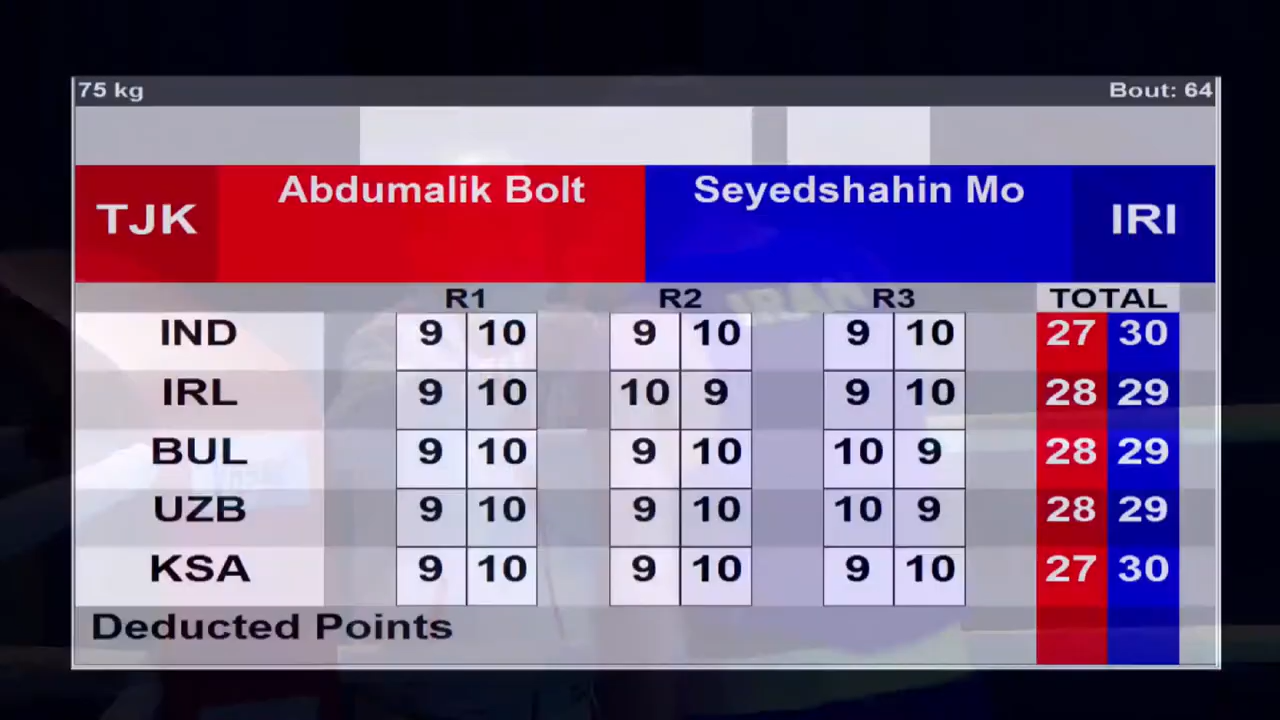 75 kg Bout: 64
TJK Abdumalik Bolt Seyedshahin Mo IRI
R1 R2 R3 TOTAL
IND 9 10 9 10 9 10 27 30
IRL 9 10 10 9 9 10 28 29
BUL 9 10 9 10 10 9 28 29
UZB 9 10 9 10 10 9 28 29
KSA 9 10 9 10 9 10 27 30
Deducted Points
IRAN